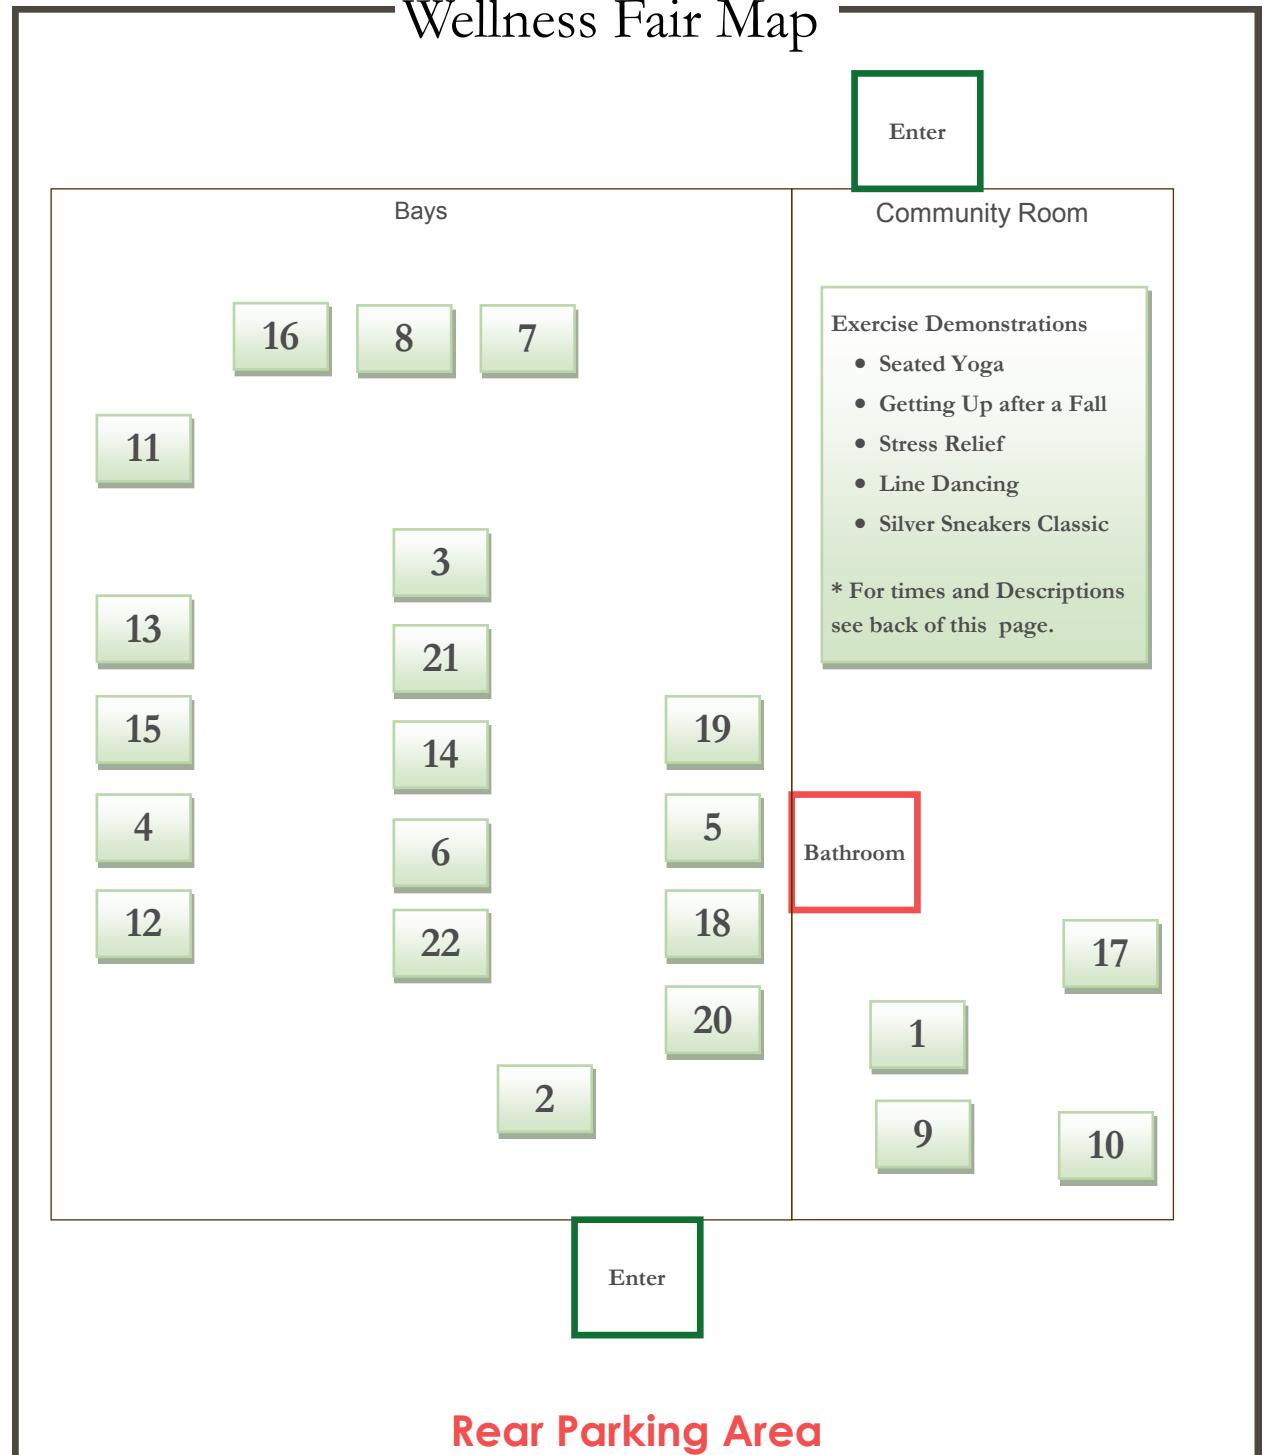 Wellness Fair Map
Enter
Bays
Community Room
16
8
7
Exercise Demonstrations
• Seated Yoga
• Getting Up after a Fall
• Stress Relief
• Line Dancing
• Silver Sneakers Classic
* For times and Descriptions
see back of this page.
11
3
13
21
15
14
19
4
6
5
Bathroom
12
22
18
17
20
1
2
9
10
Enter
Rear Parking Area